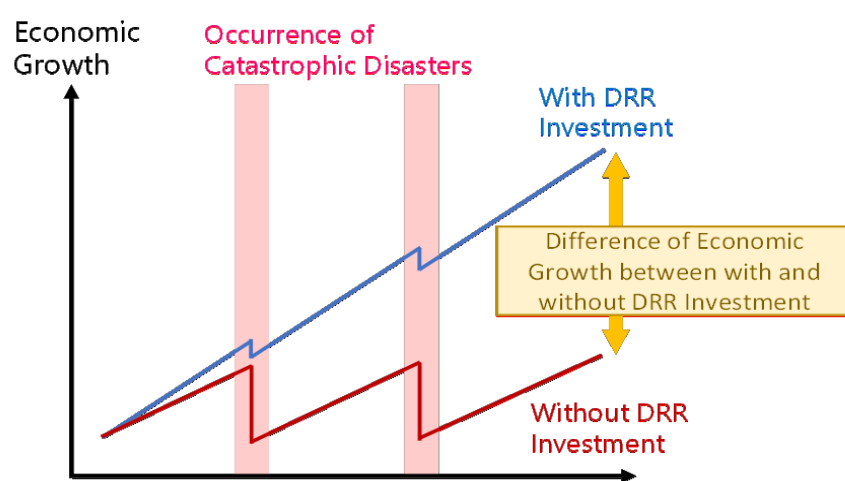 Economic
Growth
Occurrence of
Catastrophic Disasters
With DRR
Investment
Difference of Economic
Growth between with and
without DRR Investment
Without DRR
Investment